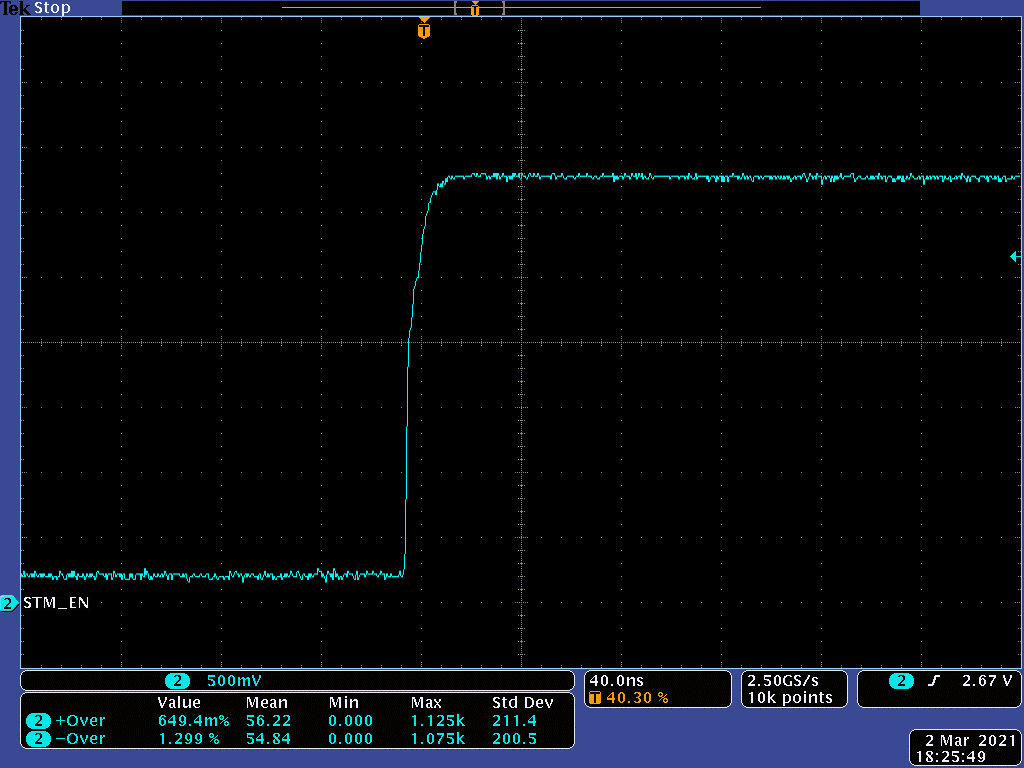 Tek Stop
T
T
2 STM_EN
2 500mV 40.0ns 2.50GS/s 2 2.67 V
T 40.30 % 10k points
Value Mean Min Max Std Dev
2 +Over 649.4m% 56.22 0.000 1.125k 211.4
2 −Over 1.299 % 54.84 0.000 1.075k 200.5
2 Mar 2021
18:25:49